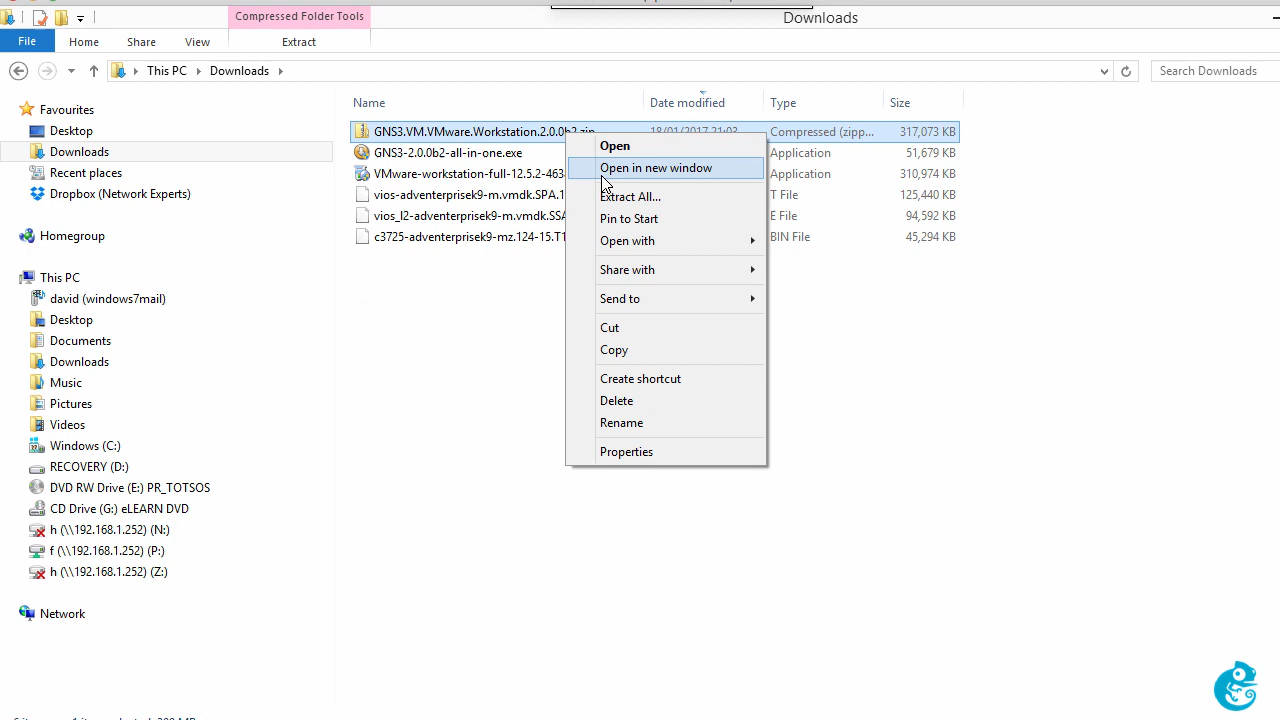 Compressed Folder Tools
Downloads
File
Home
Share
View
Extract
This PC
Downloads
Search Downloads
Name
Date modified
Type
Size
Favourites
Desktop
Downloads
Recent places
Dropbox (Network Experts)
Homegroup
This PC
david (windows7mail)
Desktop
Documents
Downloads
Music
Pictures
Videos
Windows (C:)
RECOVERY (D:)
DVD RW Drive (E:) PR_TOTSOS
CD Drive (G:) eLEARN DVD
h (\\192.168.1.252) (N:)
f (\\192.168.1.252) (P:)
h (\\192.168.1.252) (Z:)
Network
GNS3.VM.VMware.Workstation.2.0.0b2.zip
18/01/2017 21:03
Compressed (zipp...
317,073 KB
GNS3-2.0.0b2-all-in-one.exe
Application
51,679 KB
VMware-workstation-full-12.5.2-463
Application
310,974 KB
vios-adventerprisek9-m.vmdk.SPA.1
T File
125,440 KB
vios_l2-adventerprisek9-m.vmdk.SSA
E File
94,592 KB
c3725-adventerprisek9-mz.124-15.T1
BIN File
45,294 KB
Open
Open in new window
Extract All...
Pin to Start
Open with
Share with
Send to
Cut
Copy
Create shortcut
Delete
Rename
Properties